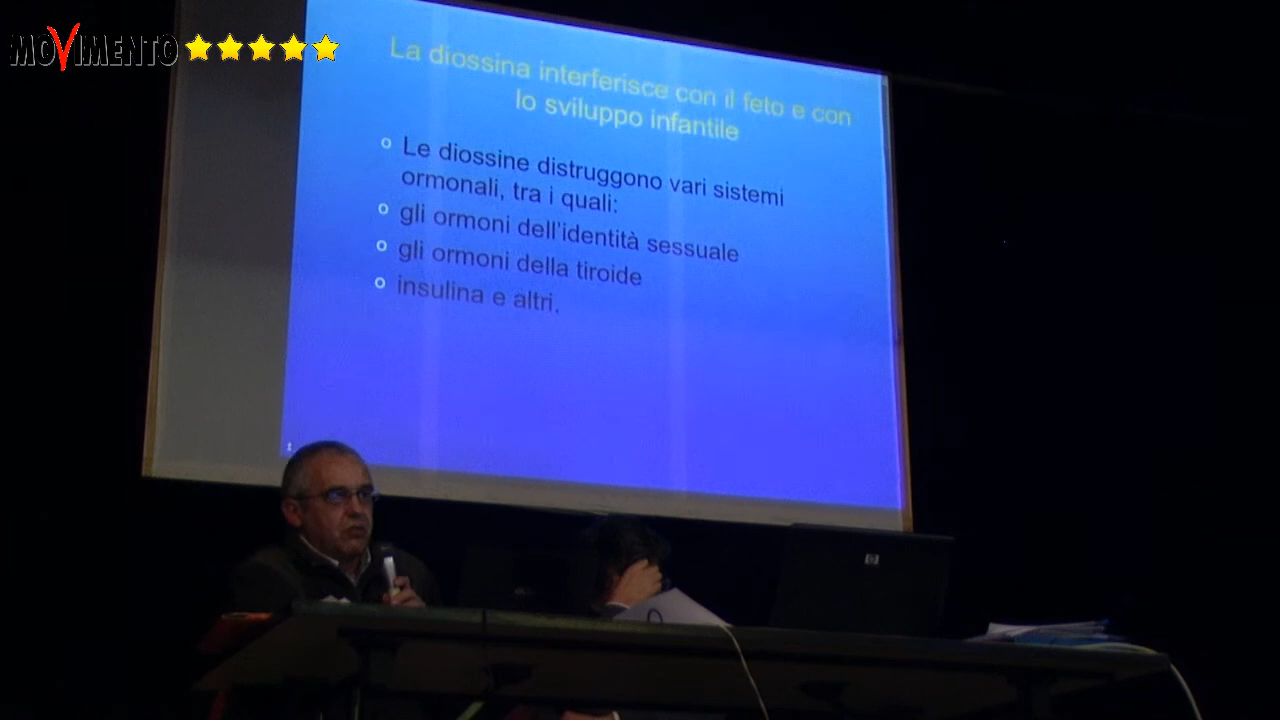 MOVIMENTO
La diossina interferisce con il feto e con
lo sviluppo infantile
Le diossine distruggono vari sistemi
ormonali, tra i quali:
gli ormoni dell'identità sessuale
gli ormoni della tiroide
insulina e altri.
hp